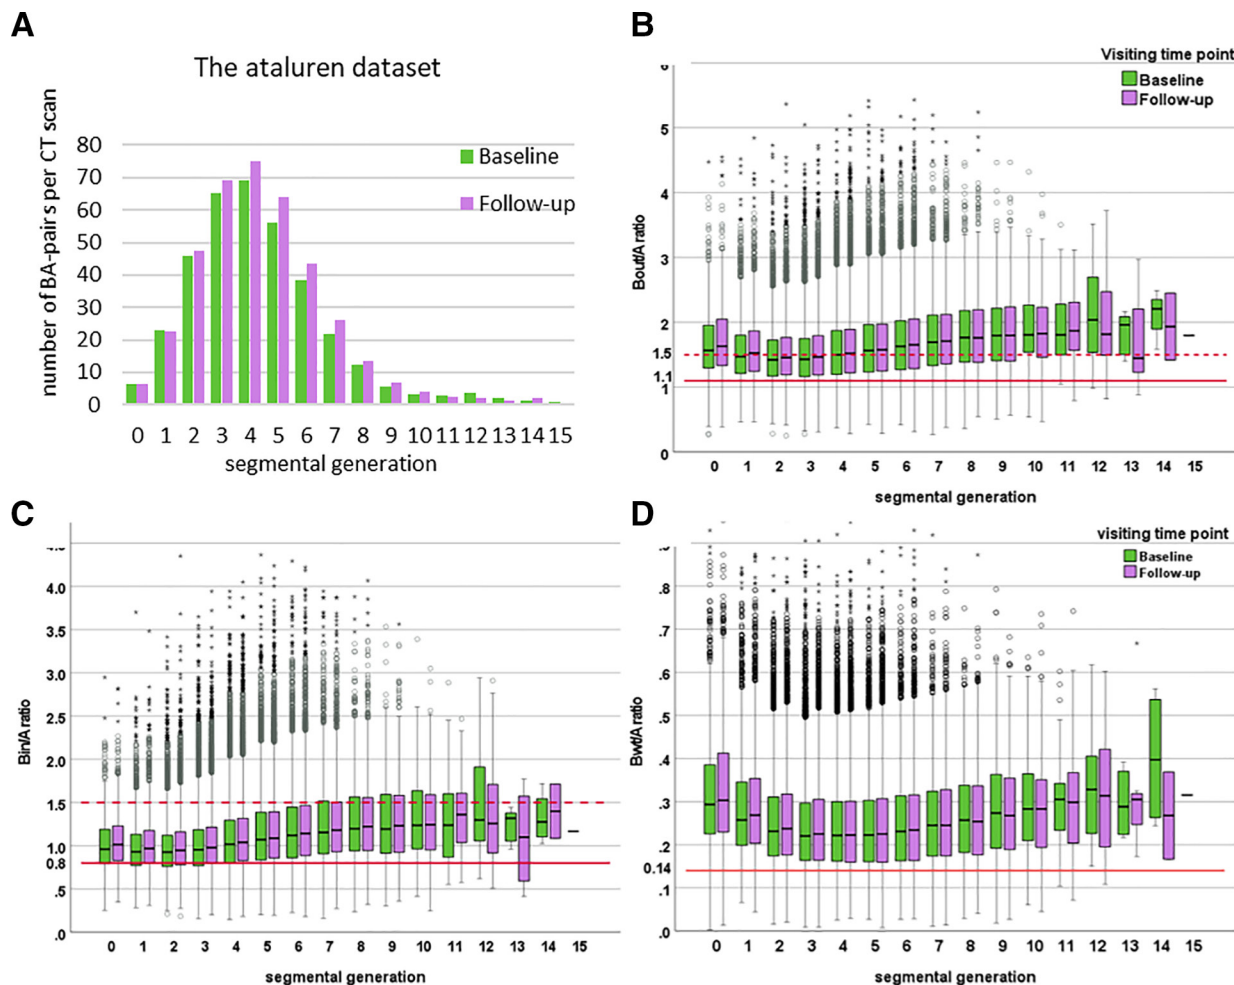 A
The ataluren dataset
number of BA-pairs per CT scan
80
70
60
50
40
30
20
10
0
Baseline
Follow-up
0 1 2 3 4 5 6 7 8 9 10 11 12 13 14 15
segmental generation
B
Visiting time point
Baseline
Follow-up
Bout/A ratio
6
5
4
3
2
1.5
1.1
1
0
0 1 2 3 4 5 6 7 8 9 10 11 12 13 14 15
segmental generation
C
Bin/A ratio
4.0
3.5
3.0
2.5
2.0
1.5
1.0
0.8
.5
.0
0 1 2 3 4 5 6 7 8 9 10 11 12 13 14 15
segmental generation
D
visiting time point
Baseline
Follow-up
Bwt/A ratio
.8
.7
.6
.5
.4
.3
.2
0.14
.1
.0
0 1 2 3 4 5 6 7 8 9 10 11 12 13 14 15
segmental generation